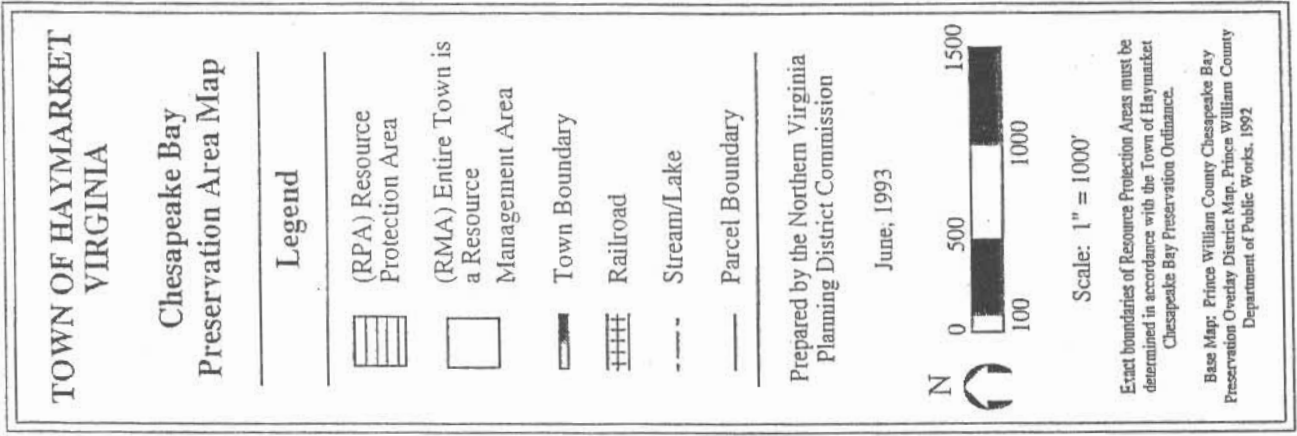 TOWN OF HAYMARKET
VIRGINIA
Chesapeake Bay
Preservation Area Map
Legend
(RPA) Resource
Protection Area
(RMA) Entire Town is
a Resource
Management Area
Town Boundary
Railroad
Stream/Lake
Parcel Boundary
Prepared by the Northern Virginia
Planning District Commission
June, 1993
N
0 500 1500
100 1000
Scale: 1" = 1000'
Exact boundaries of Resource Protection Areas must be
determined in accordance with the Town of Haymarket
Chesapeake Bay Preservation Ordinance.
Base Map: Prince William County Chesapeake Bay
Preservation Overlay District Map, Prince William County
Department of Public Works, 1992